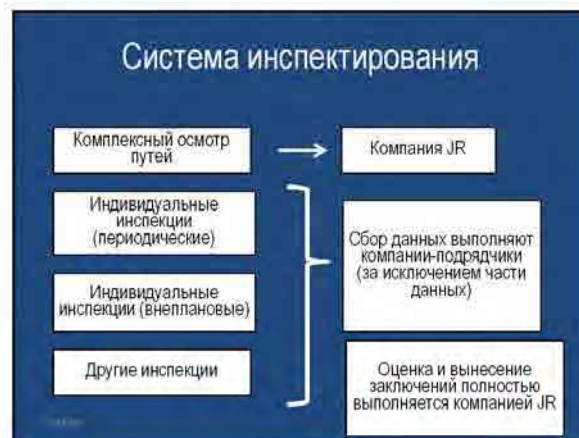 Система инспектирования
Комплексный осмотр
путей
Компания JR
Индивидуальные
инспекции
(периодические)
Индивидуальные
инспекции (внеплановые)
Другие инспекции
Сбор данных выполняют
компании-подрядчики
(за исключением части
данных)
Оценка и вынесение
заключений полностью
выполняется компанией JR